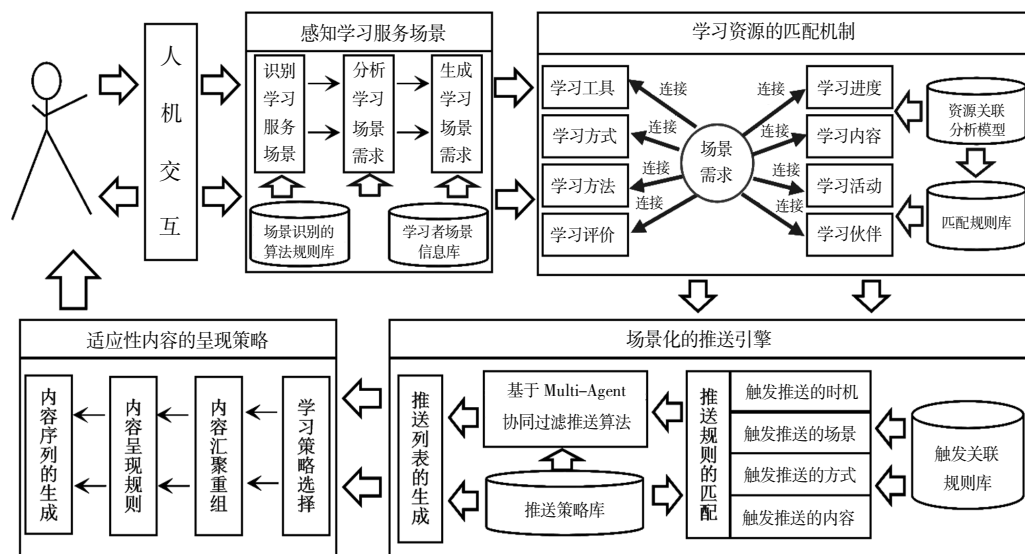 人机交互
感知学习服务场景
识别
学习
服务
场景
分析
学习
场景
需求
生成
学习
场景
需求
场景识别的
算法规则库
学习者场景
信息库
学习资源的匹配机制
学习工具
学习方式
学习方法
学习评价
连接
连接
连接
连接
场景
需求
连接
连接
连接
连接
学习进度
学习内容
学习活动
学习伙伴
资源关联
分析模型
匹配规则库
适应性内容的呈现策略
内容序列的生成
内容呈现规则
内容汇聚重组
学习策略选择
场景化的推送引擎
推送列表的生成
基于 Multi-Agent
协同过滤推送算法
推送策略库
推送规则的匹配
触发推送的时机
触发推送的场景
触发推送的方式
触发推送的内容
触发关联
规则库